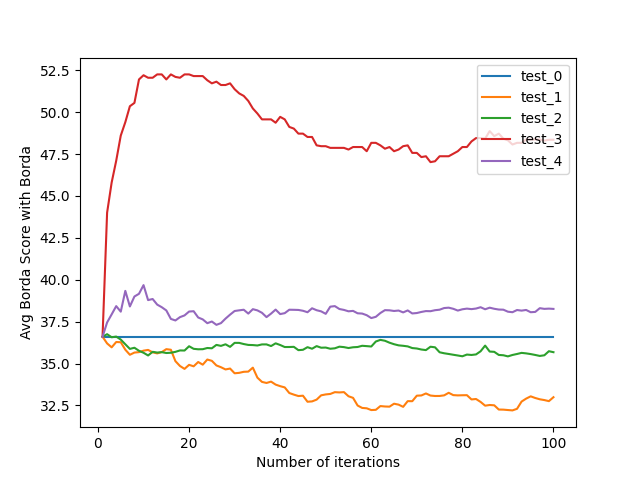 52.5
50.0
47.5
45.0
42.5
40.0
37.5
35.0
32.5
Avg Borda Score with Borda
0 20 40 60 80 100
Number of iterations
test_0
test_1
test_2
test_3
test_4